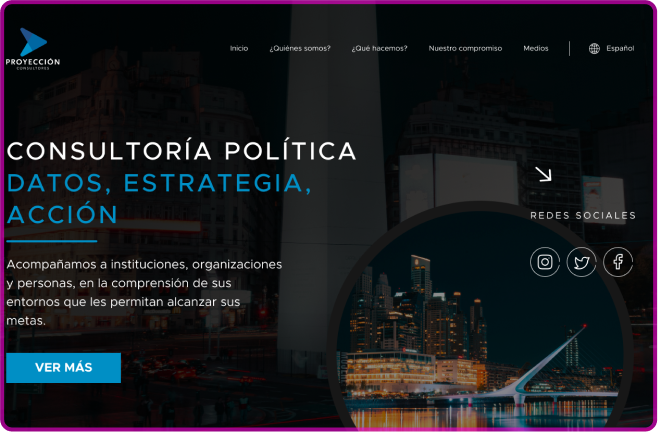 PROYECCIÓN
CONSULTORES
Inicio
¿Quiénes somos?
¿Qué hacemos?
Nuestro compromiso
Medios
Español
CONSULTORÍA POLÍTICA
DATOS, ESTRATEGIA,
ACCIÓN
Acompañamos a instituciones, organizaciones
y personas, en la comprensión de sus
entornos que les permitan alcanzar sus
metas.
VER MÁS
REDES SOCIALES